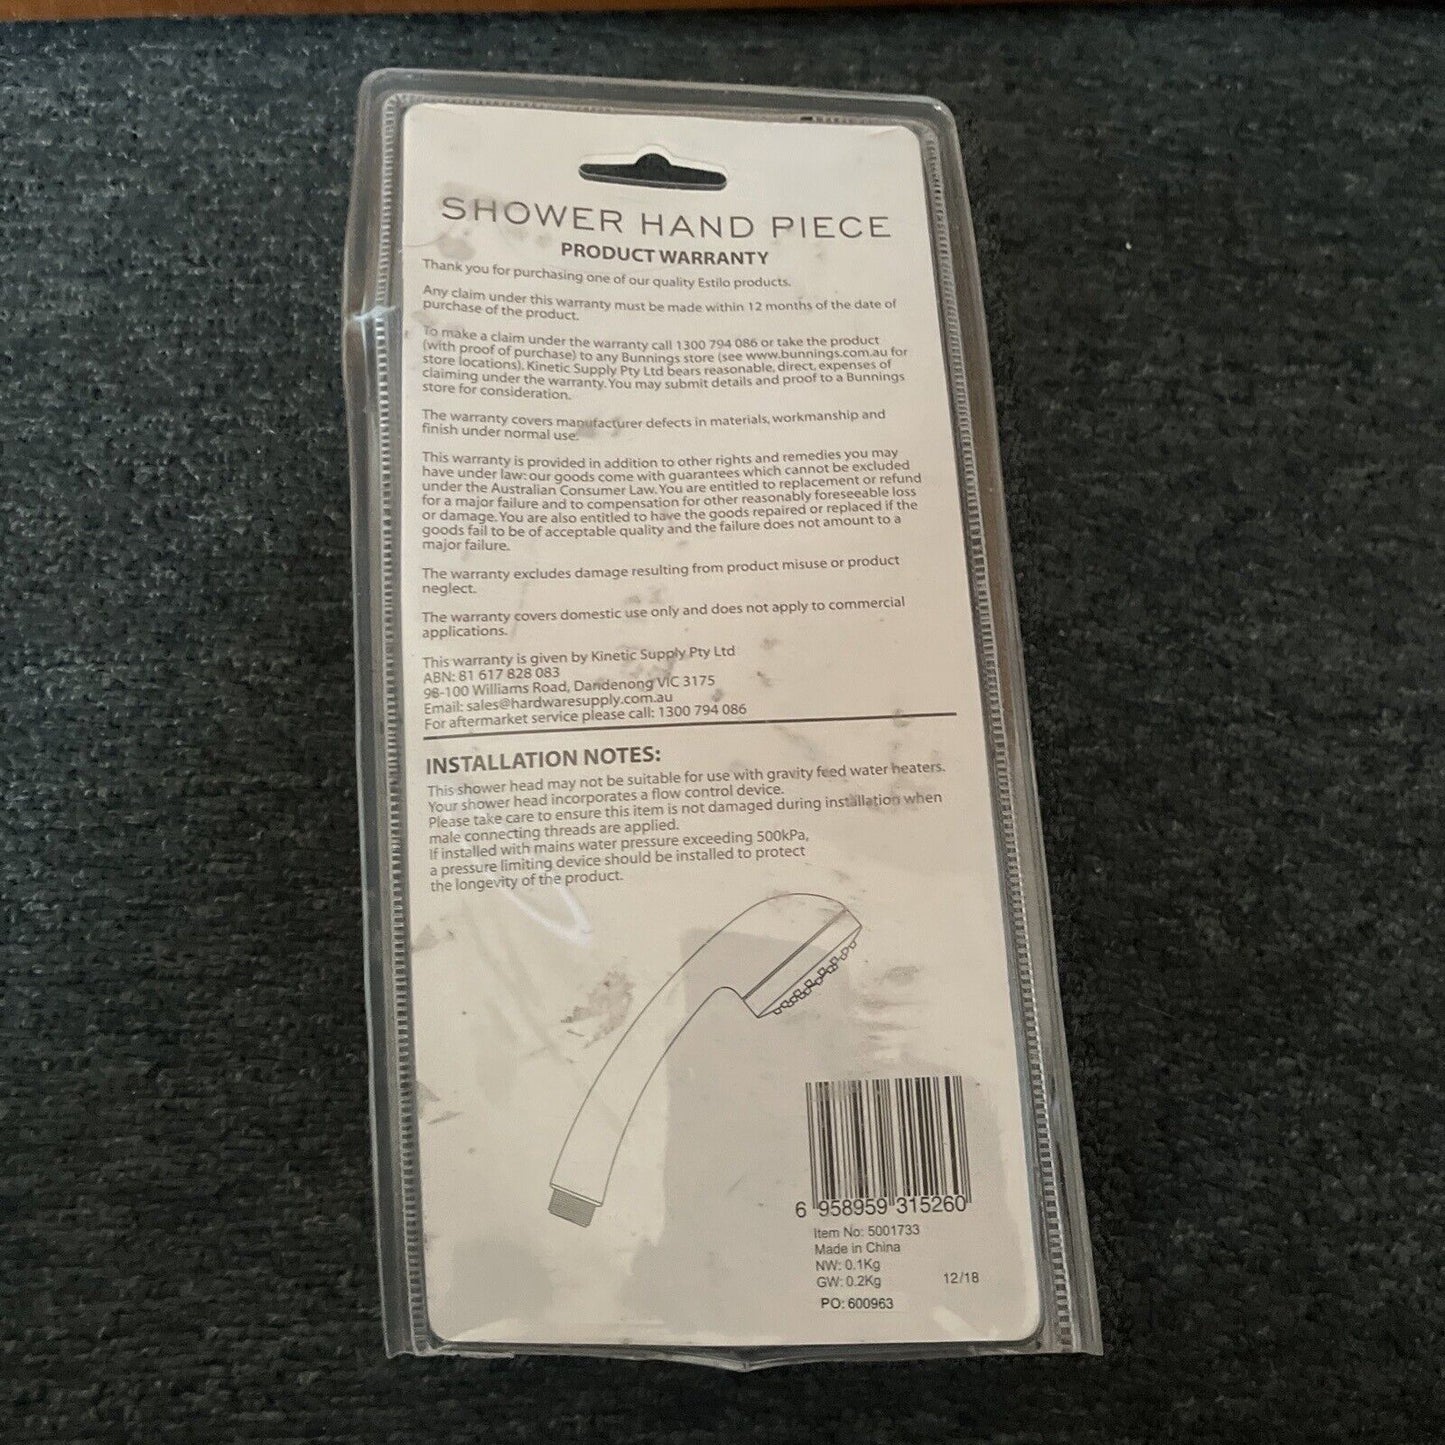 SHOWER HAND PIECE
PRODUCT WARRANTY
Thank you for purchasing one of our quality Estilo products.
Any claim under this warranty must be made within 12 months of the date of
purchase of the product.
To make a claim under the warranty call 1300 794 086 or take the product
(with proof of purchase) to any Bunnings store (see www.bunnings.com.au for
store locations). Kinetic Supply Pty Ltd bears reasonable, direct, expenses of
claiming under the warranty. You may submit details and proof to a Bunnings
store for consideration.
The warranty covers manufacturer defects in materials, workmanship and
finish under normal use.
This warranty is provided in addition to other rights and remedies you may
have under law: our goods come with guarantees which cannot be excluded
under the Australian Consumer Law. You are entitled to replacement or refund
for a major failure and to compensation for other reasonably foreseeable loss
or damage. You are also entitled to have the goods repaired or replaced if the
goods fail to be of acceptable quality and the failure does not amount to a
major failure.
The warranty excludes damage resulting from product misuse or product
neglect.
The warranty covers domestic use only and does not apply to commercial
applications.
This warranty is given by Kinetic Supply Pty Ltd
ABN: 81 617 828 083
98-100 Williams Road, Dandenong VIC 3175
Email: sales@hardwaresupply.com.au
For aftermarket service please call: 1300 794 086
INSTALLATION NOTES:
This shower head may not be suitable for use with gravity feed water heaters.
Your shower head incorporates a flow control device.
Please take care to ensure this item is not damaged during installation when
male connecting threads are applied.
If installed with mains water pressure exceeding 500kPa,
a pressure limiting device should be installed to protect
the longevity of the product.
6 958959 315260
Item No: 5001733
Made in China
NW: 0.1Kg
GW: 0.2Kg 12/18
PO: 600963